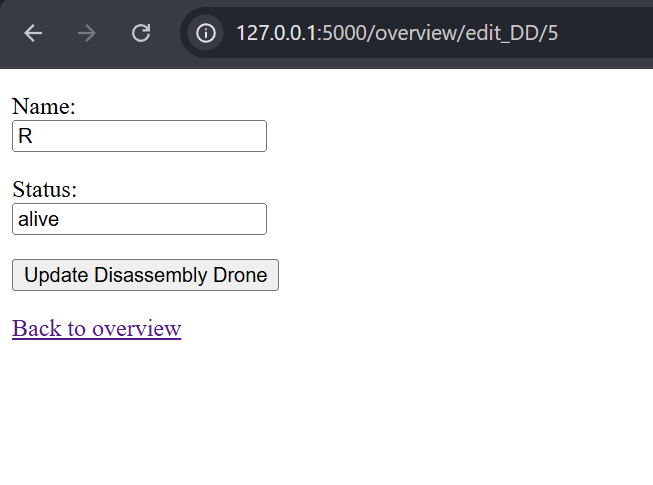 127.0.0.1:5000/overview/edit_DD/5
Name:
R
Status:
alive
Update Disassembly Drone
Back to overview